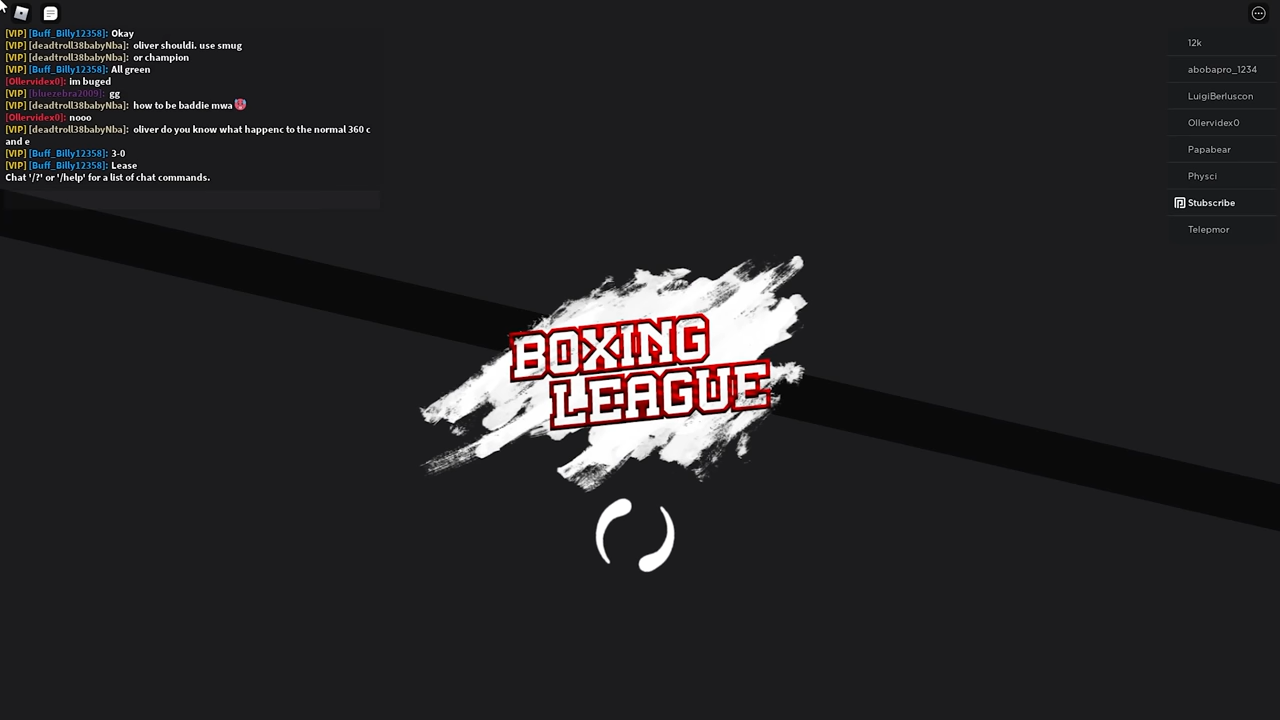 [VIP] [Buff_Billy12358]: Okay
[VIP] [deadtroll38babyNba]: oliver shouldi. use smug
[VIP] [deadtroll38babyNba]: or champion
[VIP] [Buff_Billy12358]: All green
[Ollervidex0]: im buged
[VIP] [bluezebra2009]: gg
[VIP] [deadtroll38babyNba]: how to be baddie mwa
[Ollervidex0]: nooo
[VIP] [deadtroll38babyNba]: oliver do you know what happenc to the normal 360 c
and e
[VIP] [Buff_Billy12358]: 3-0
[VIP] [Buff_Billy12358]: Lease
Chat '/?' or '/help' for a list of chat commands.
12k
abobapro_1234
LuigiBerluscon
Ollervidex0
Papabear
Physci
Stubscribe
Telepmor
BOXING
LEAGUE